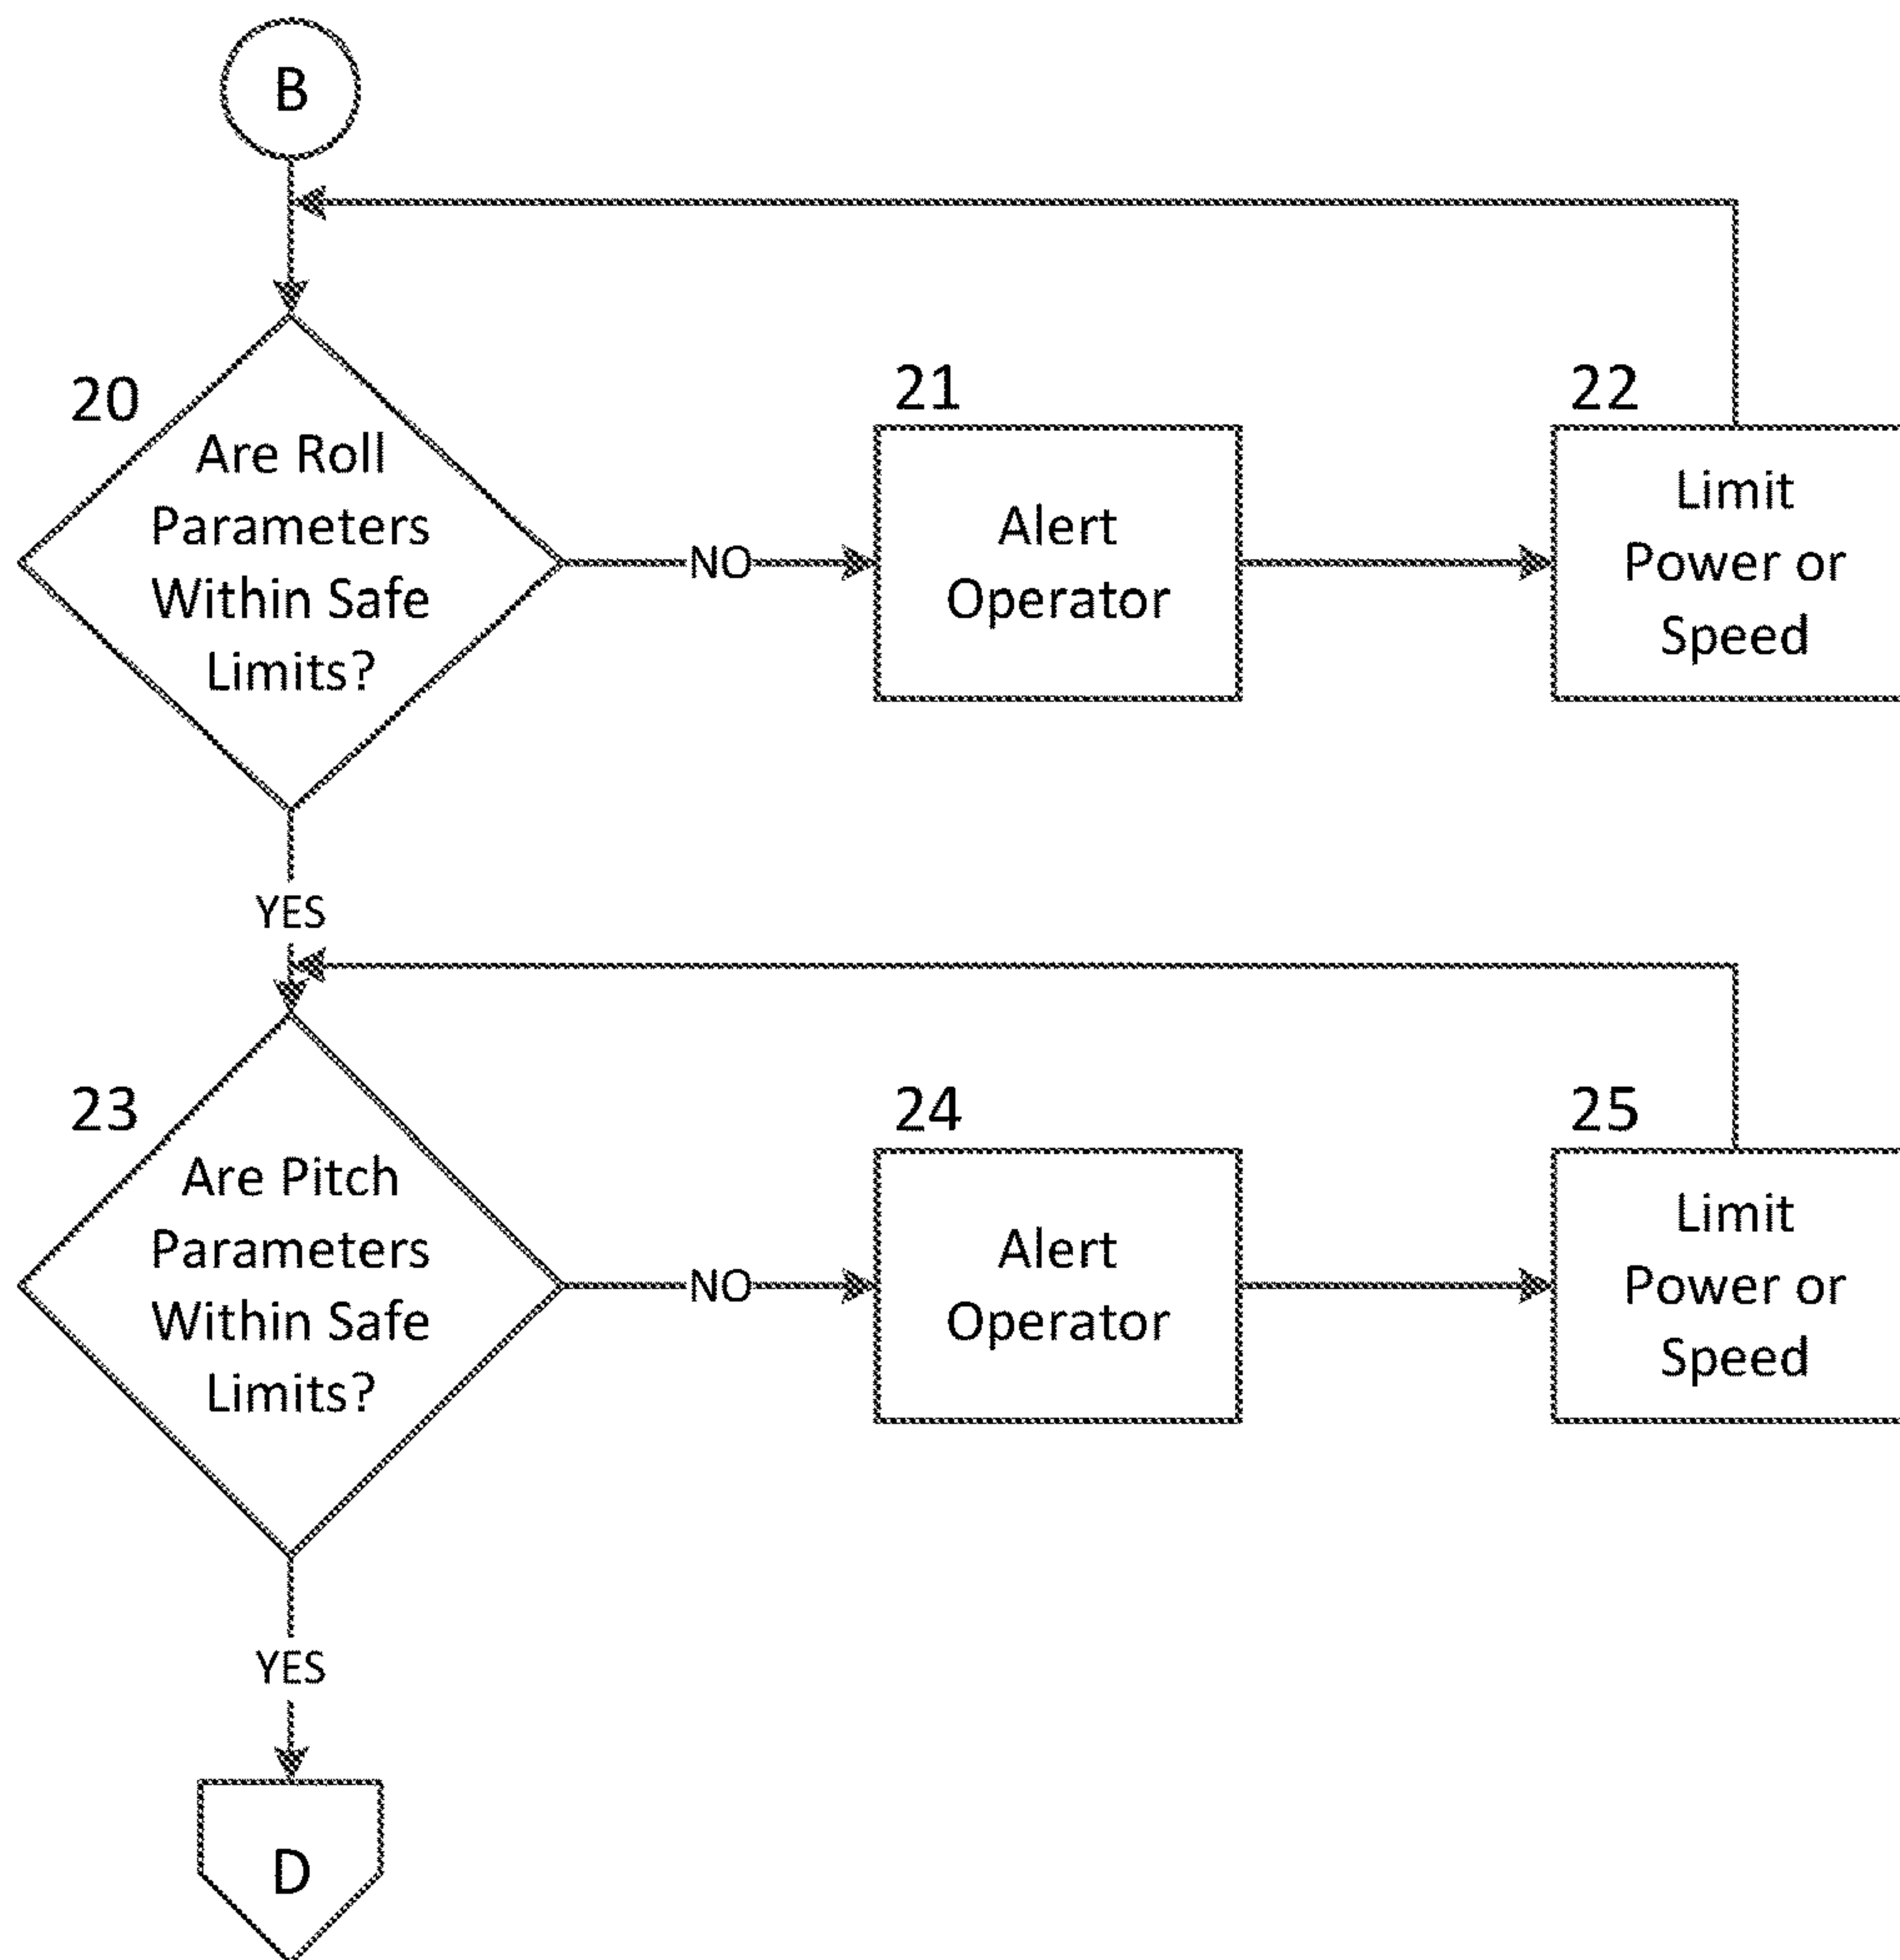 B
20
Are Roll
Parameters
Within Safe
Limits?
NO
21
Alert
Operator
22
Limit
Power or
Speed
YES
23
Are Pitch
Parameters
Within Safe
Limits?
NO
24
Alert
Operator
25
Limit
Power or
Speed
YES
D